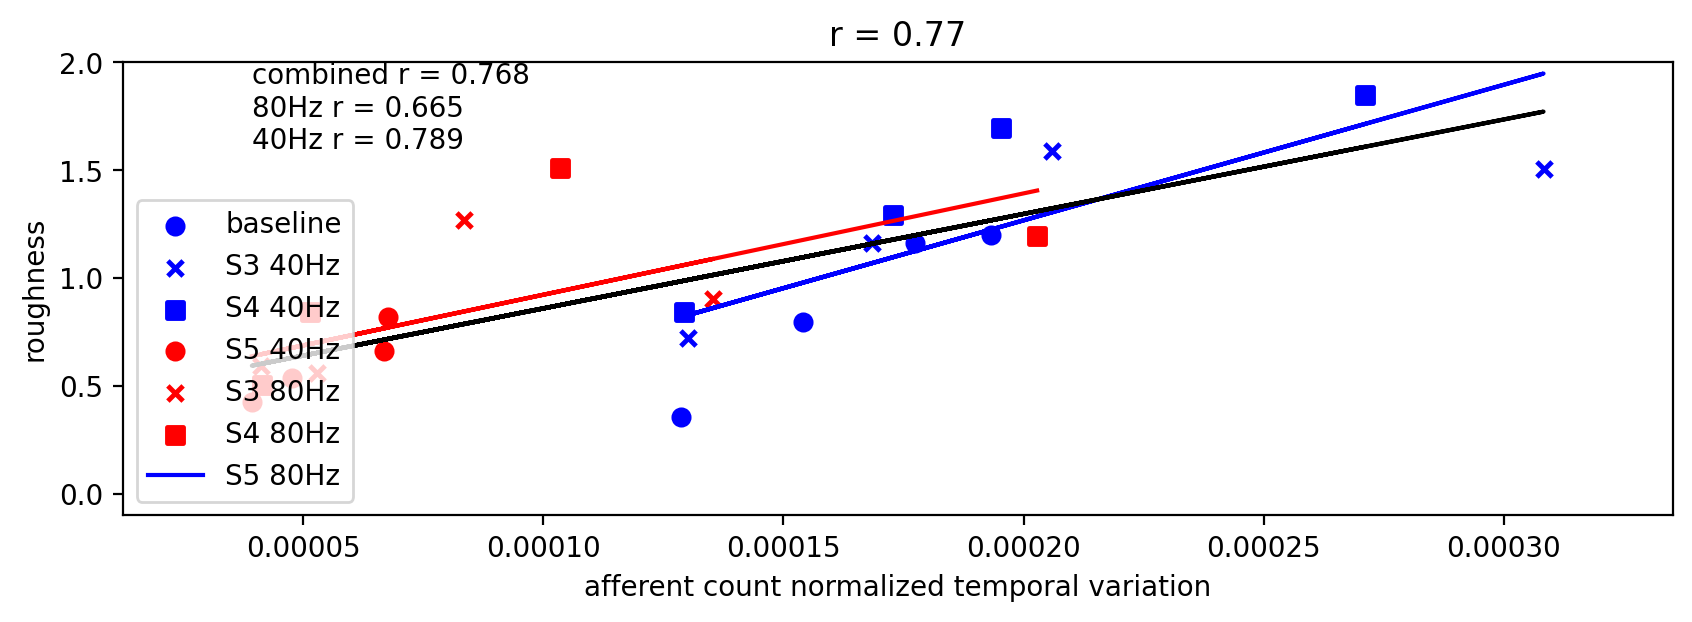 r = 0.77
combined r = 0.768
80Hz r = 0.665
40Hz r = 0.789
2.0
1.5
1.0
0.5
0.0
roughness
baseline
S3 40Hz
S4 40Hz
S5 40Hz
S3 80Hz
S4 80Hz
S5 80Hz
0.00005
0.00010
0.00015
0.00020
0.00025
0.00030
afferent count normalized temporal variation